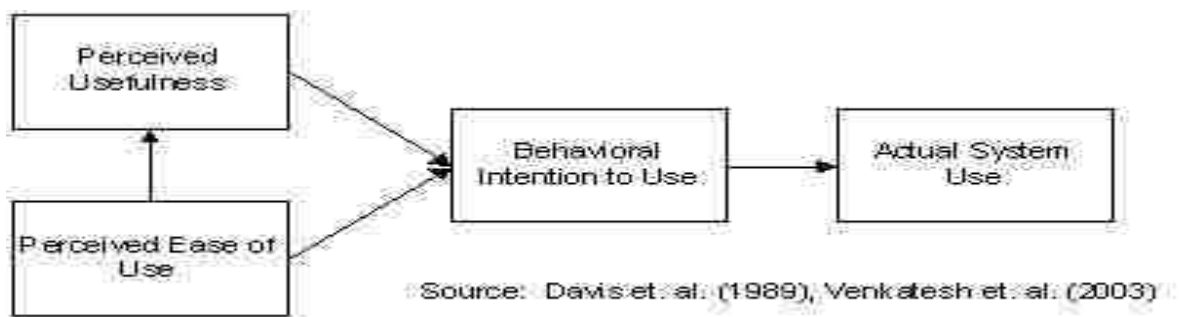 Perceived
Usefulness
Behavioral
Intention to Use
Actual System
Use
Perceived Ease of
Use
Source: Davis et. al. (1989), Venkatesh et. al. (2003)